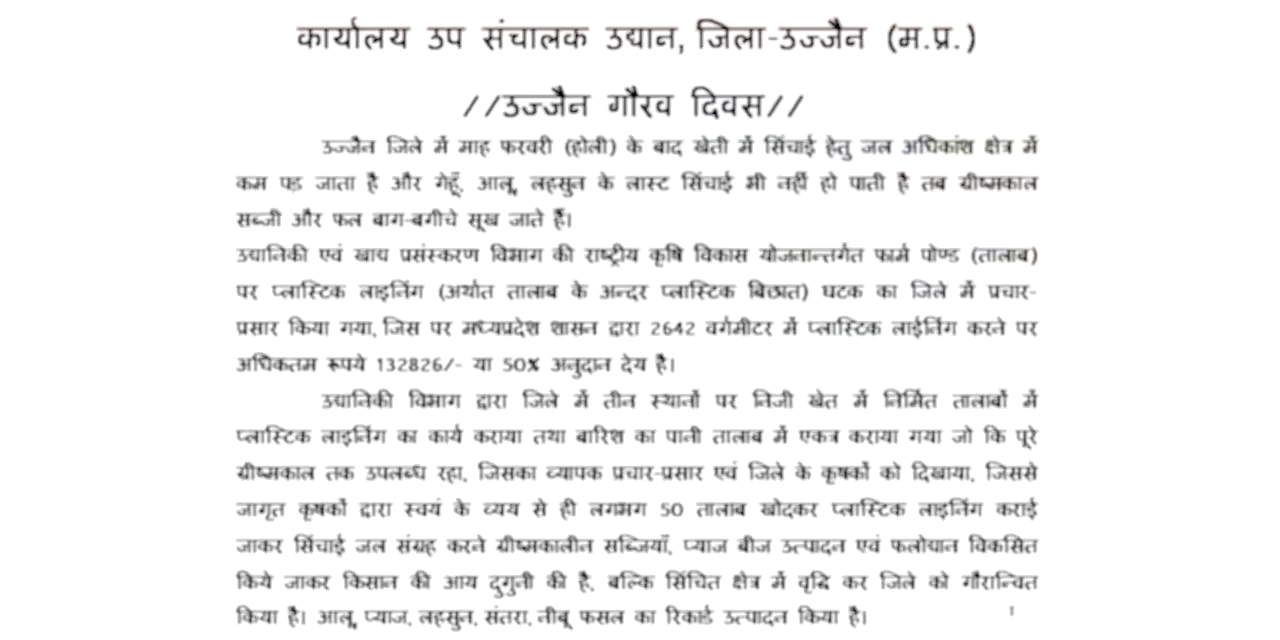 कार्यालय उप संचालक उद्यान, जिला-उज्जैन (म.प्र.)
//उज्जैन गौरव दिवस//
उज्जैन जिले में माह फरवरी (होली) के बाद खेती में सिंचाई हेतु जल अधिकांश क्षेत्र में
कम पड जाता है और गेहूँ, आलू, लहसुन के लास्ट सिंचाई भी नहीं हो पाती है तब ग्रीष्मकाल
सब्जी और फल बाग-बगीचे सूख जाते हैं।
उद्यानिकी एवं खाद्य प्रसंस्करण विभाग की राष्ट्रीय कृषि विकास योजनान्तर्गत फार्म पोण्ड (तालाब)
पर प्लास्टिक लाइनिंग (अर्थात तालाब के अन्दर प्लास्टिक बिछात) घटक का जिले में प्रचार-
प्रसार किया गया, जिस पर मध्यप्रदेश शासन द्वारा 2642 वर्गमीटर में प्लास्टिक लाईनिंग करने पर
अधिकतम रूपये 132826/- या 50% अनुदान देय है।
उद्यानिकी विभाग द्वारा जिले में तीन स्थानों पर निजी खेत में निर्मित तालाबों में
प्लास्टिक लाइनिंग का कार्य कराया तथा बारिश का पानी तालाब में एकत्र कराया गया जो कि पूरे
ग्रीष्मकाल तक उपलब्ध रहा, जिसका व्यापक प्रचार-प्रसार एवं जिले के कृषकों को दिखाया, जिससे
जागृत कृषकों द्वारा स्वयं के व्यय से ही लगभग 50 तालाब खोदकर प्लास्टिक लाइनिंग कराई
जाकर सिंचाई जल संग्रह करने ग्रीष्मकालीन सब्जियाँ, प्याज बीज उत्पादन एवं फलोद्यान विकसित
किये जाकर किसान की आय दुगुनी की है, बल्कि सिंचित क्षेत्र में वृद्धि कर जिले को गौरान्वित
किया है। आलू, प्याज, लहसुन, संतरा, नीबू फसल का रिकार्ड उत्पादन किया है।
1